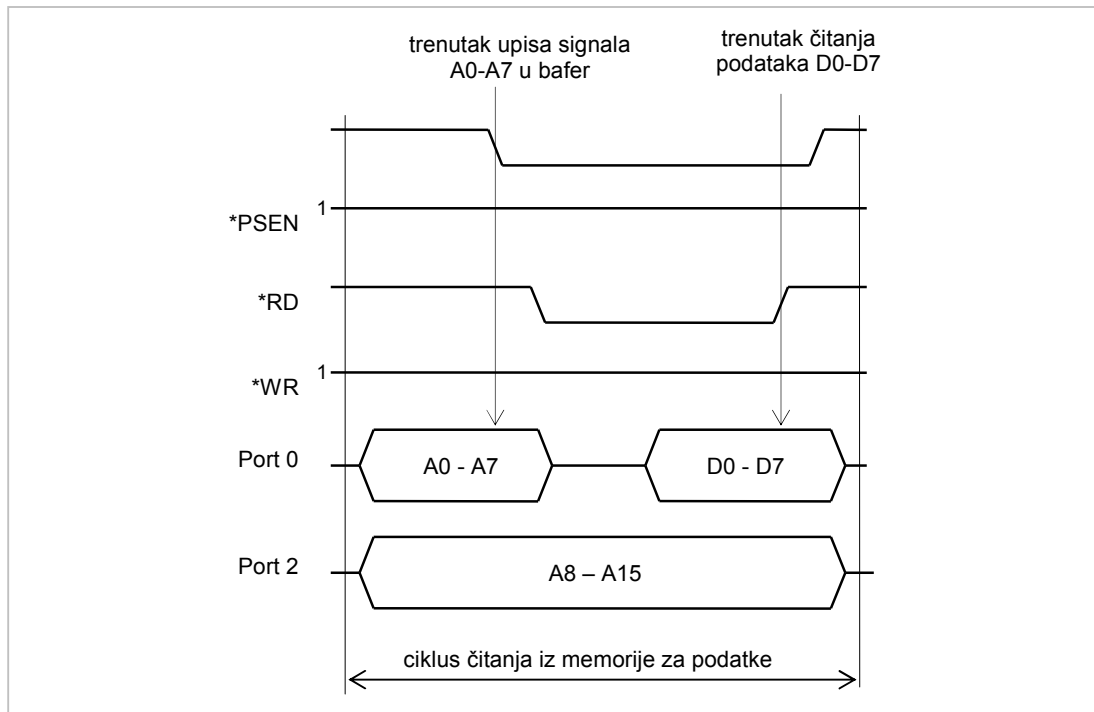 trenutak upisa signala
A0-A7 u bafer
trenutak čitanja
podataka D0-D7
1
*PSEN
*RD
1
*WR
Port 0
A0 - A7
D0 - D7
Port 2
A8 – A15
ciklus čitanja iz memorije za podatke